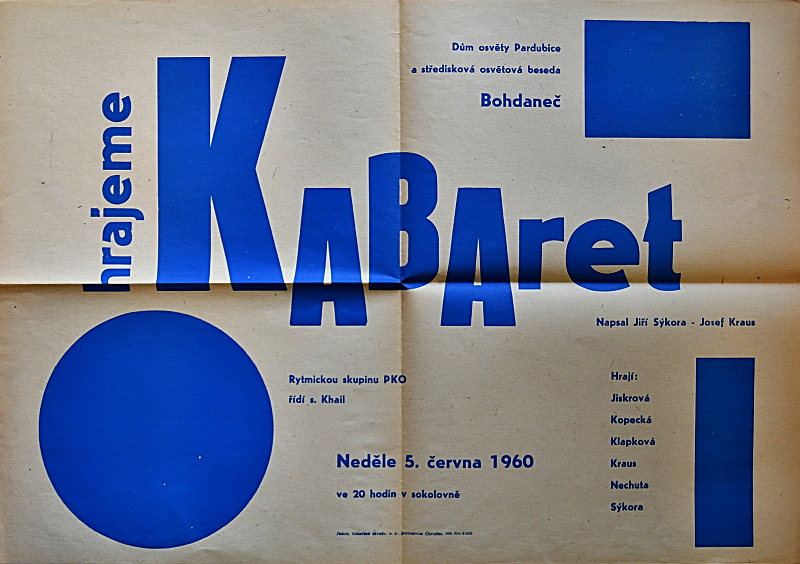 Dům osvěty Pardubice
a středisková osvětová beseda
Bohdaneč
hrajeme
KABAret
Napsal Jiří Sýkora - Josef Kraus
Rytmickou skupinu PKO
řídí s. Khail
Neděle 5. června 1960
ve 20 hodin v sokolovně
Hrají:
Jiskrová
Kopecká
Klapková
Kraus
Nechuta
Sýkora